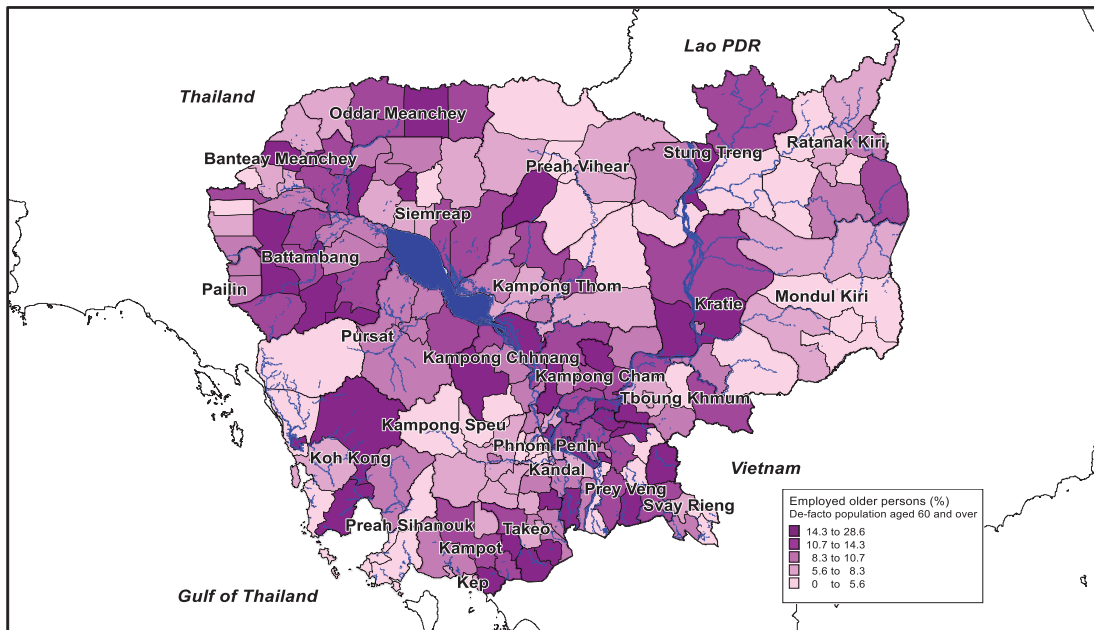 Lao PDR
Thailand
Oddar Meanchey
Ratanak Kiri
Stung Treng
Banteay Meanchey
Preah Vihear
Siemreap
Battambang
Pailin
Kampong Thom
Mondul Kiri
Kratie
Pursat
Kampong Chhnang
Kampong Cham
Tboung Khmum
Kampong Speu
Phnom Penh
Koh Kong
Kandal
Vietnam
Prey Veng
Svay Rieng
Preah Sihanouk
Takeo
Kampot
Kep
Gulf of Thailand
Employed older persons (%)
De-facto population aged 60 and over
14.3 to 28.6
10.7 to 14.3
8.3 to 10.7
5.6 to 8.3
0 to 5.6